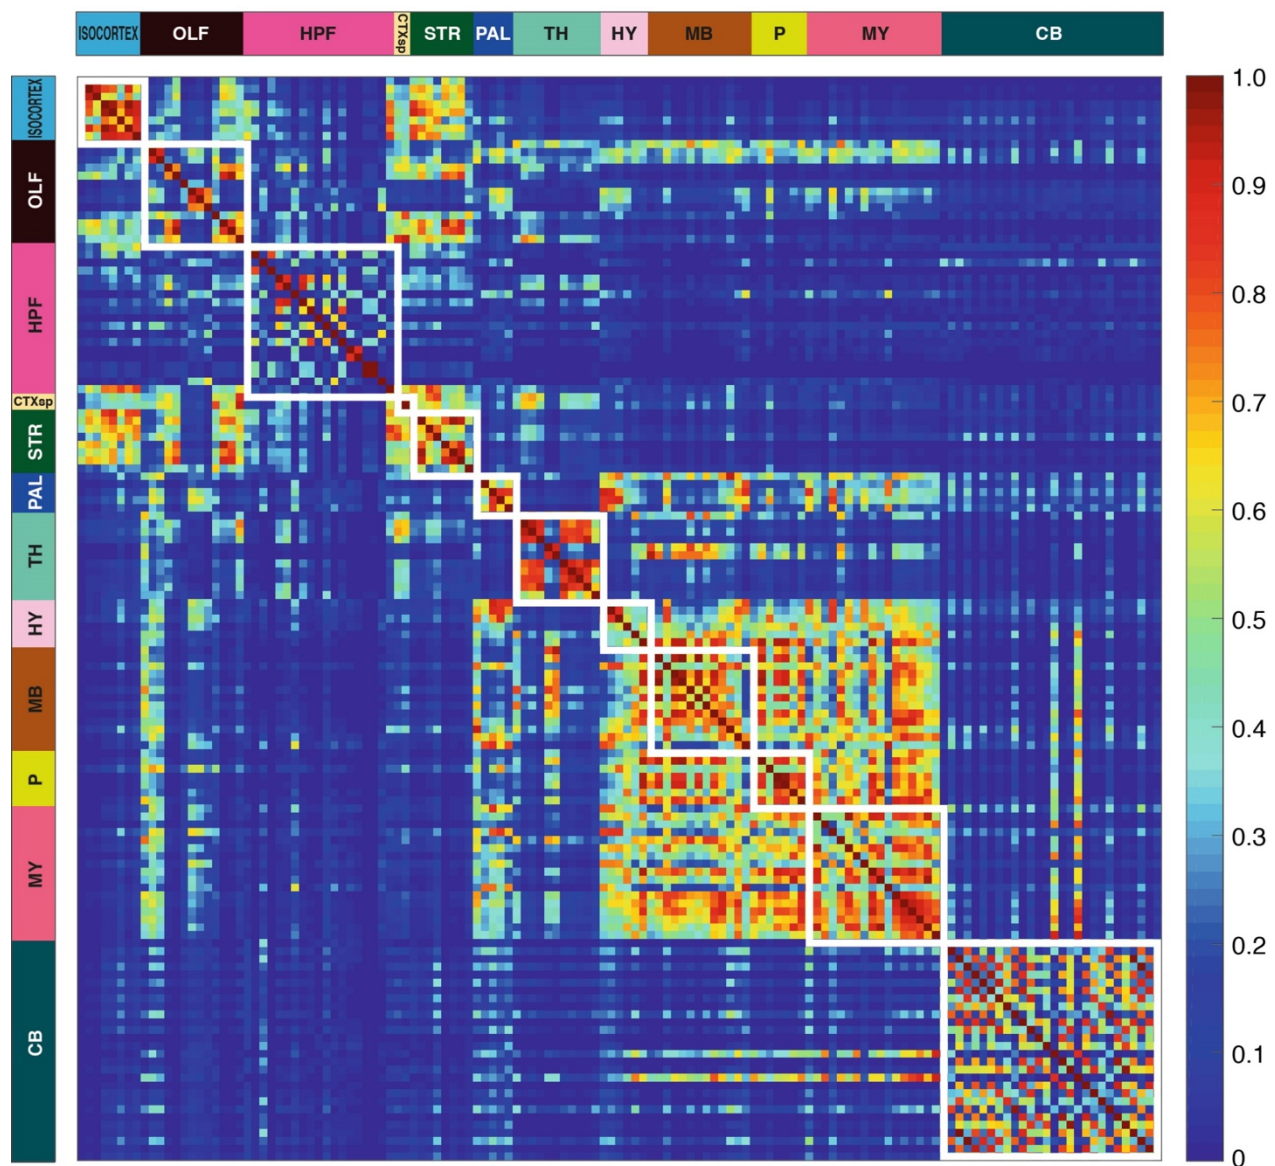 ISOCORTEX OLF HPF CTXsp STR PAL TH HY MB P MY CB
ISOCORTEX
OLF
HPF
CTXsp
STR
PAL
TH
HY
MB
P
MY
CB
1.0
0.9
0.8
0.7
0.6
0.5
0.4
0.3
0.2
0.1
0